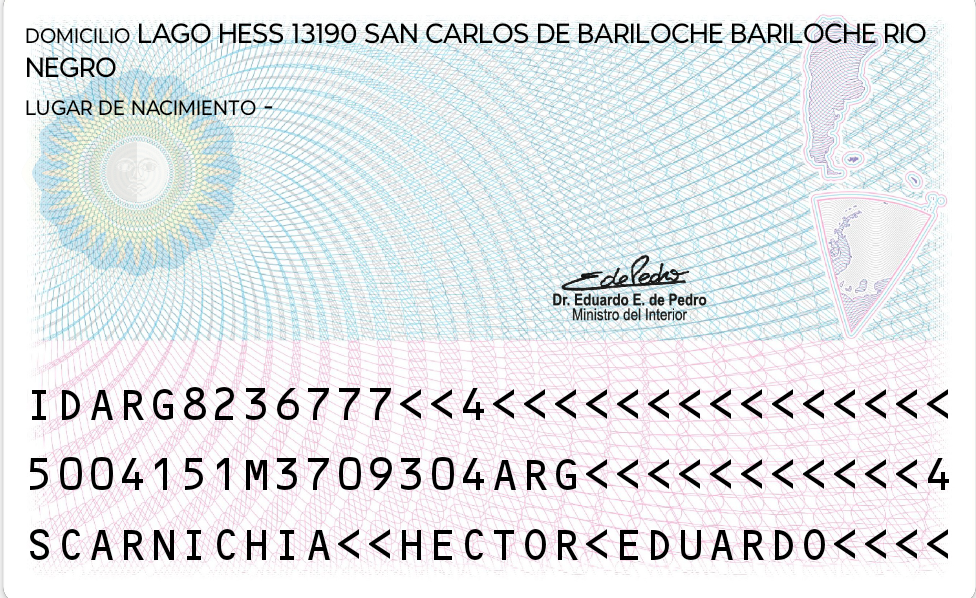 DOMICILIO LAGO HESS 13190 SAN CARLOS DE BARILOCHE BARILOCHE RIO
NEGRO
LUGAR DE NACIMIENTO -
E de Pedro
Dr. Eduardo E. de Pedro
Ministro del Interior
IDARG8236777<<4<<<<<<<<<<<<<<<
5004151M3709304ARG<<<<<<<<<<<4
SCARNICHIA<<HECTOR<EDUARDO<<<<